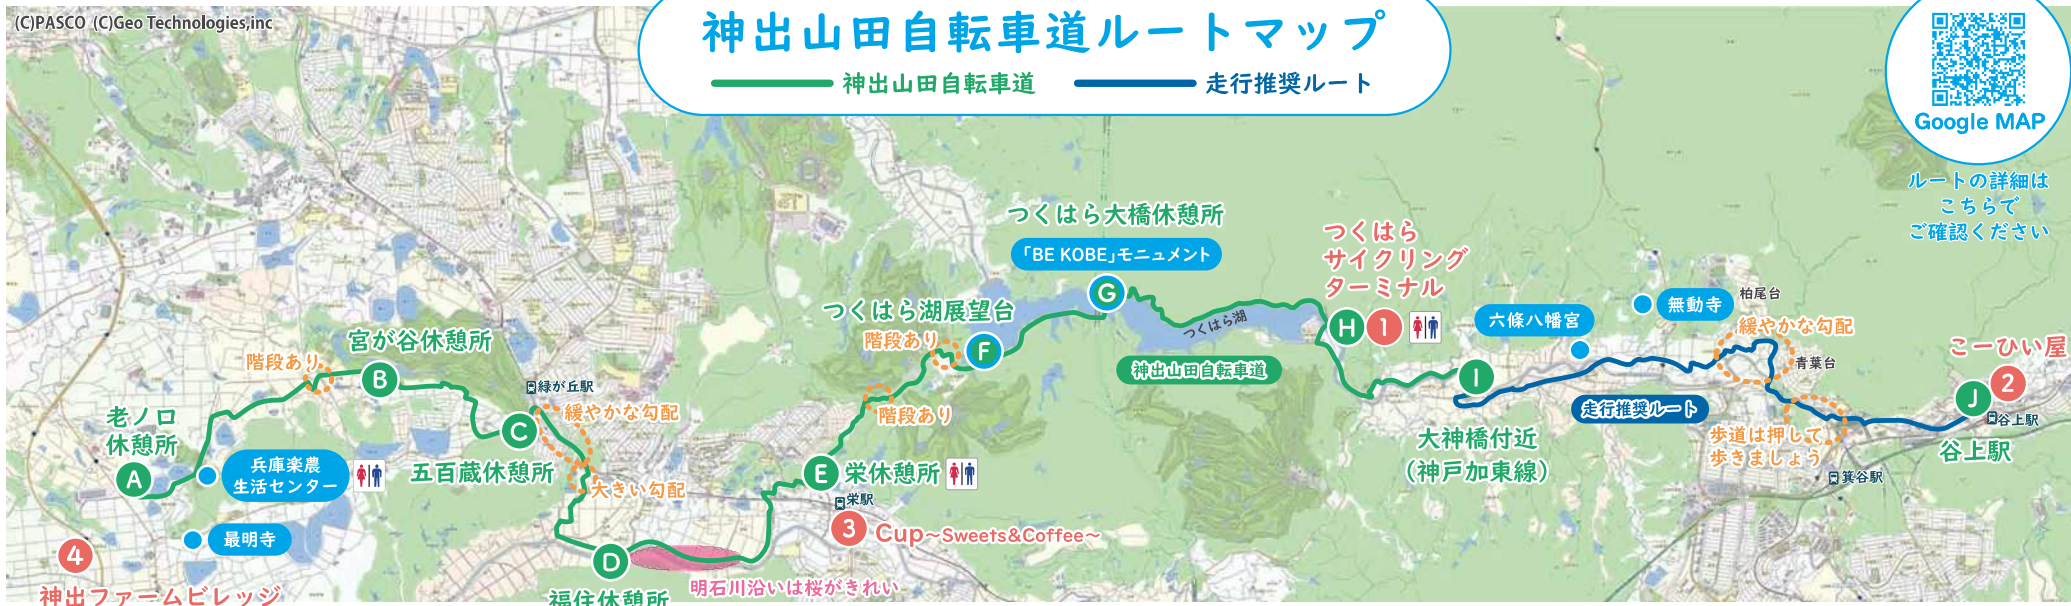 (C)PASCO (C)Geo Technologies,inc
神出山田自転車道ルートマップ
神出山田自転車道
走行推奨ルート
Google MAP
ルートの詳細は
こちらで
ご確認ください
つくはら大橋休憩所
「BE KOBE」モニュメント
G
つくはら
サイクリング
ターミナル
H
1
つくはら湖
神出山田自転車道
つくはら湖展望台
階段あり
F
階段あり
六條八幡宮
無動寺
柏尾台
緩やかな勾配
青葉台
I
大神橋付近
(神戸加東線)
走行推奨ルート
歩道は押して
歩きましょう
箕谷駅
こーひい屋
2
J
谷上駅
谷上駅
宮が谷休憩所
階段あり
B
老ノ口
休憩所
A
兵庫楽農
生活センター
最明寺
4
神出ファームビレッジ
緑が丘駅
緩やかな勾配
C
五百蔵休憩所
大きい勾配
D
福住休憩所
明石川沿いは桜がきれい
E
栄休憩所
栄駅
3
Cup~Sweets&Coffee~